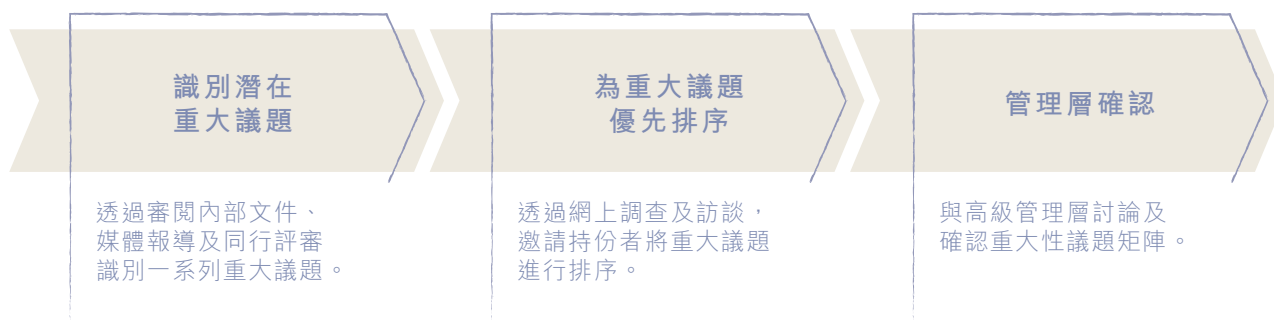 識別潛在
重大議題
透過審閱內部文件、
媒體報導及同行評審
識別一系列重大議題。
為重大議題
優先排序
透過網上調查及訪談，
邀請持份者將重大議題
進行排序。
管理層確認
與高級管理層討論及
確認重大性議題矩陣。